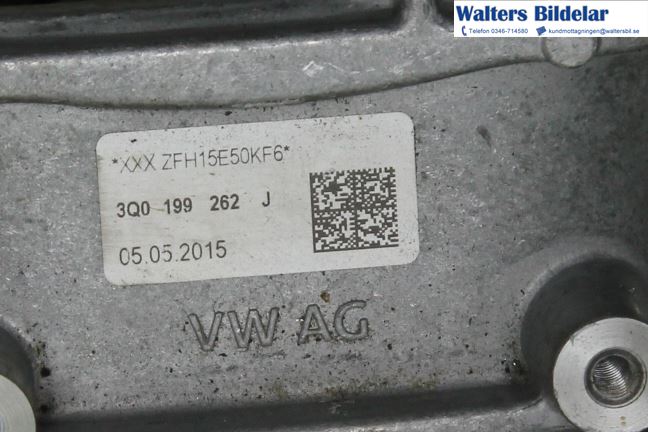 Walters Bildelar
Telefon 0346-714580 kundmottagningen@waltersbil.se
*XXX ZFH15E50KF6*
3Q0 199 262 J
05.05.2015
VW AG